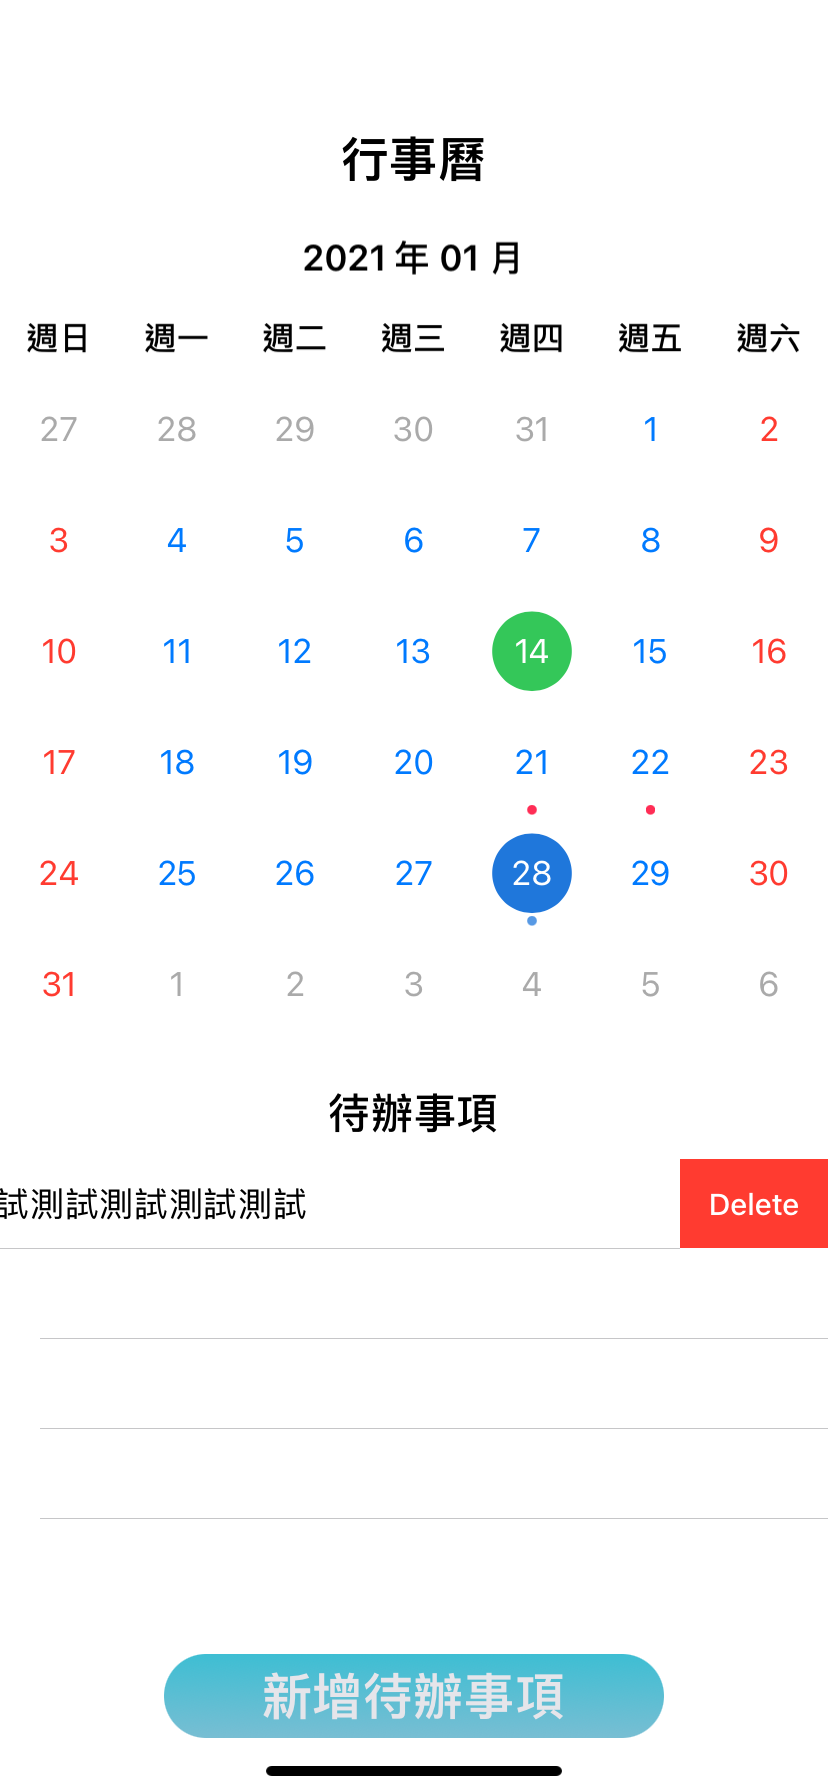 行事曆
2021 年 01 月
週日 週一 週二 週三 週四 週五 週六
27 28 29 30 31 1 2
3 4 5 6 7 8 9
10 11 12 13 14 15 16
17 18 19 20 21 22 23
24 25 26 27 28 29 30
31 1 2 3 4 5 6
待辦事項
試測試測試測試測試 Delete
新增待辦事項